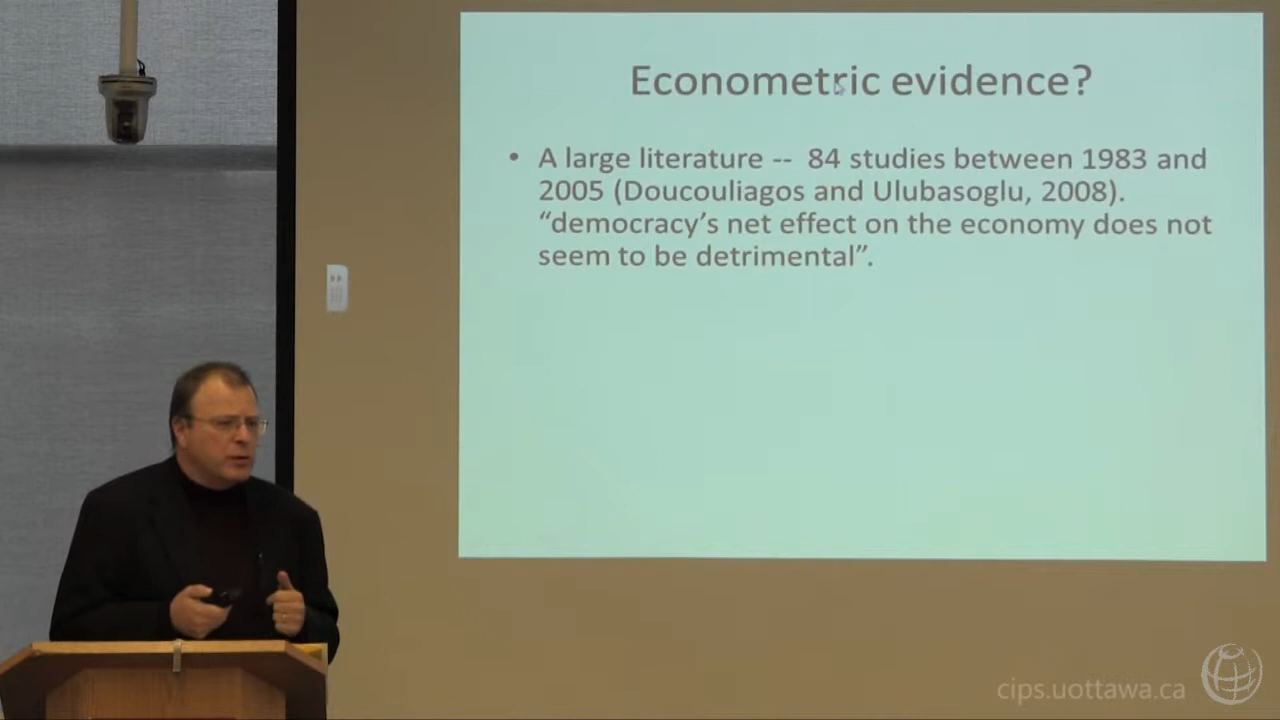 Econometric evidence?
• A large literature -- 84 studies between 1983 and
2005 (Doucouliagos and Ulubasoglu, 2008).
“democracy’s net effect on the economy does not
seem to be detrimental”.
cips.uottawa.ca